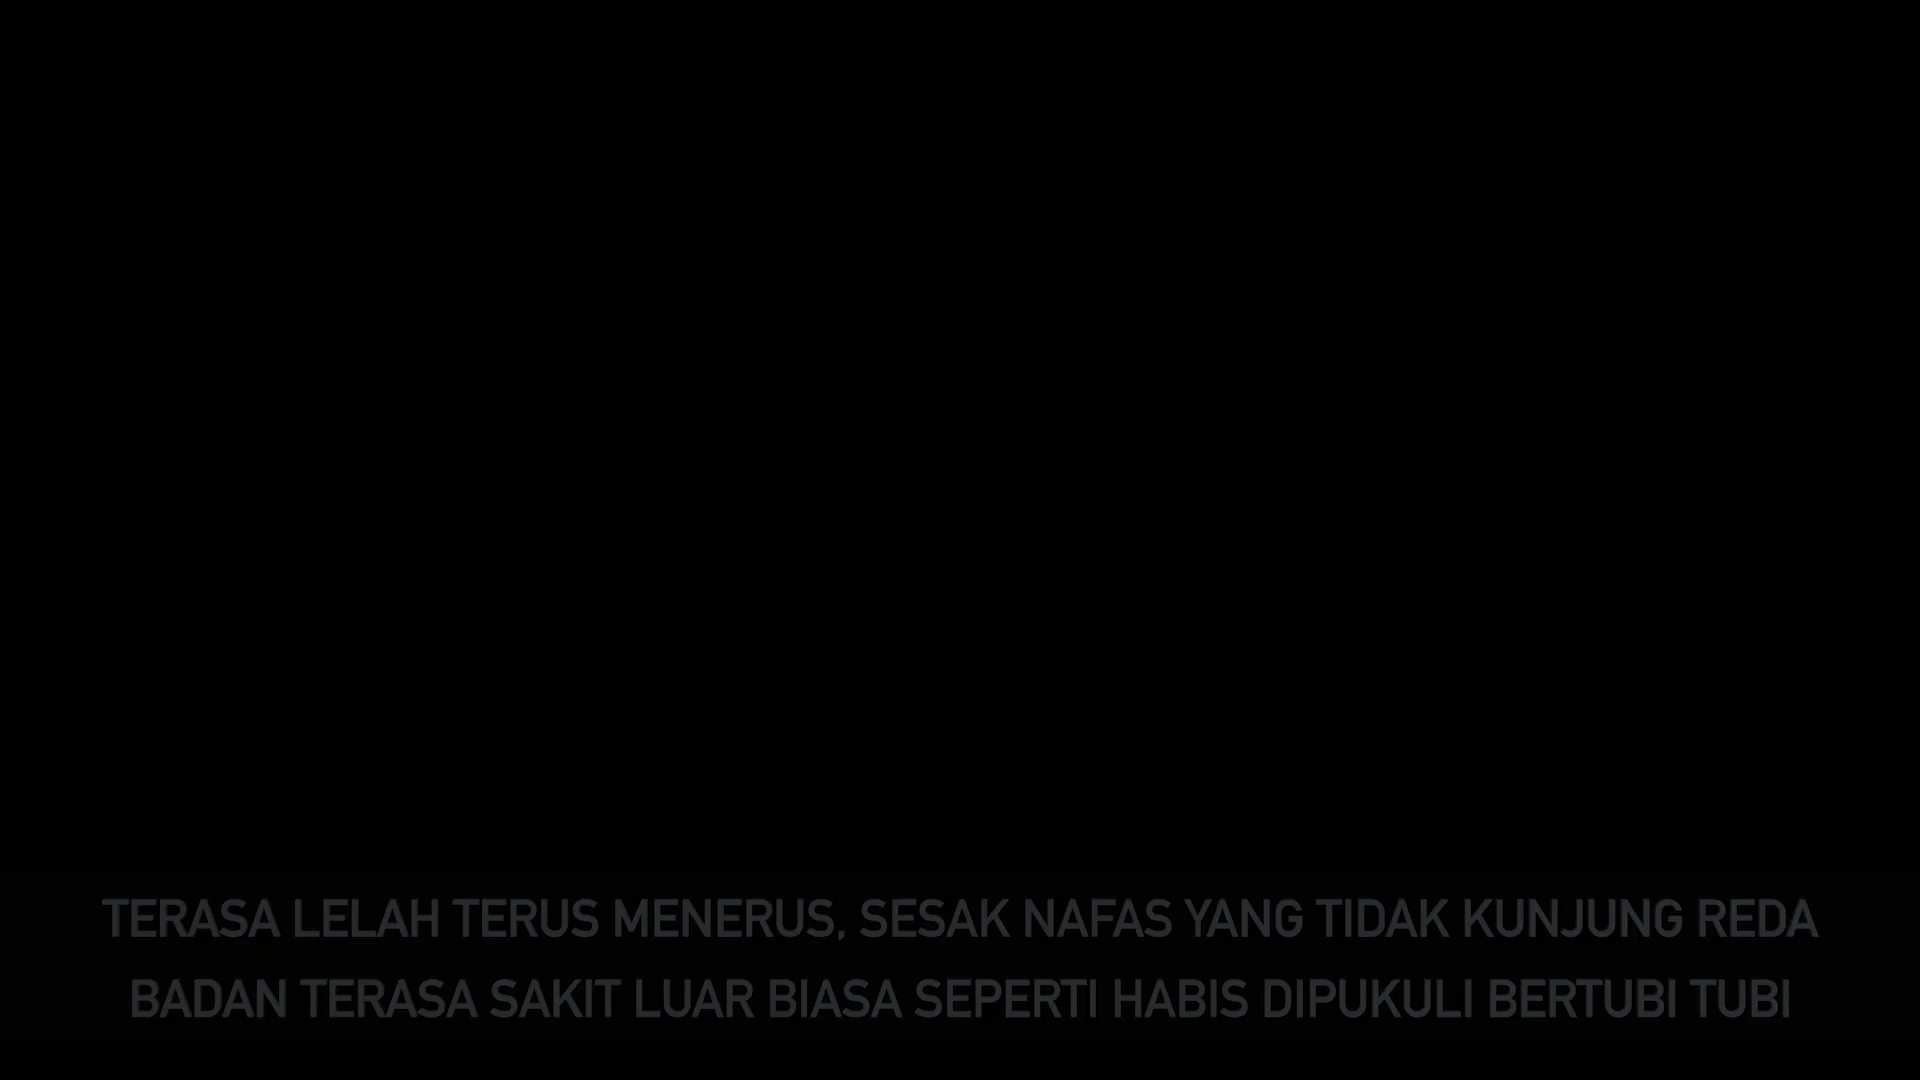 TERASA LELAH TERUS MENERUS, SESAK NAFAS YANG TIDAK KUNJUNG REDA
BADAN TERASA SAKIT LUAR BIASA SEPERTI HABIS DIPUKULI BERTUBI TUBI